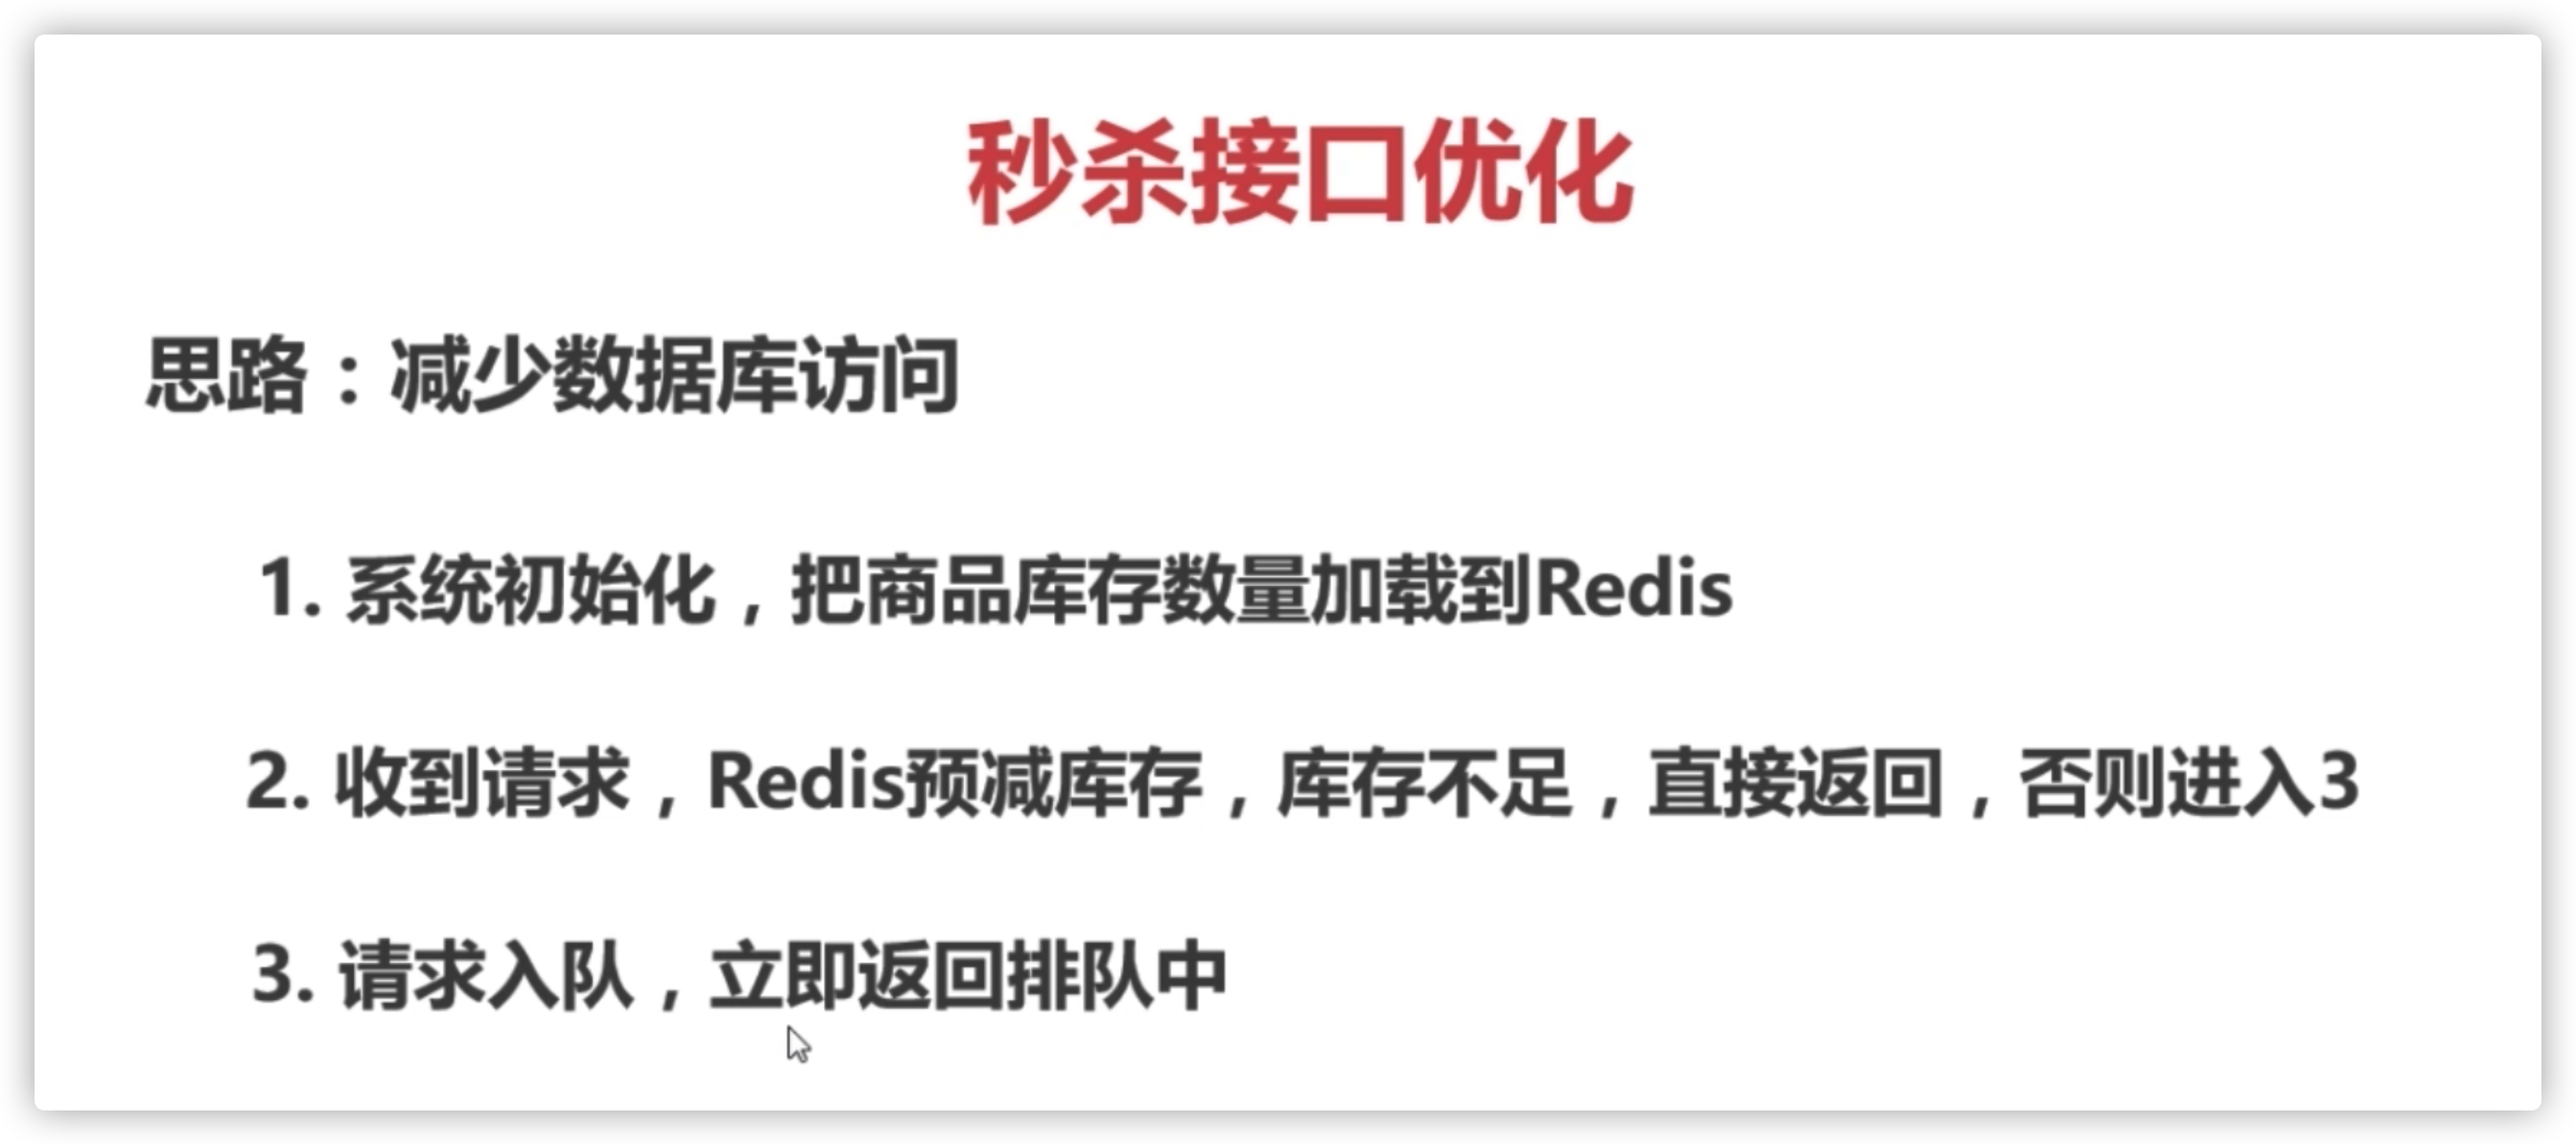 秒杀接口优化
思路：减少数据库访问
1. 系统初始化，把商品库存数量加载到Redis
2. 收到请求，Redis预减库存，库存不足，直接返回，否则进入3
3. 请求入队，立即返回排队中